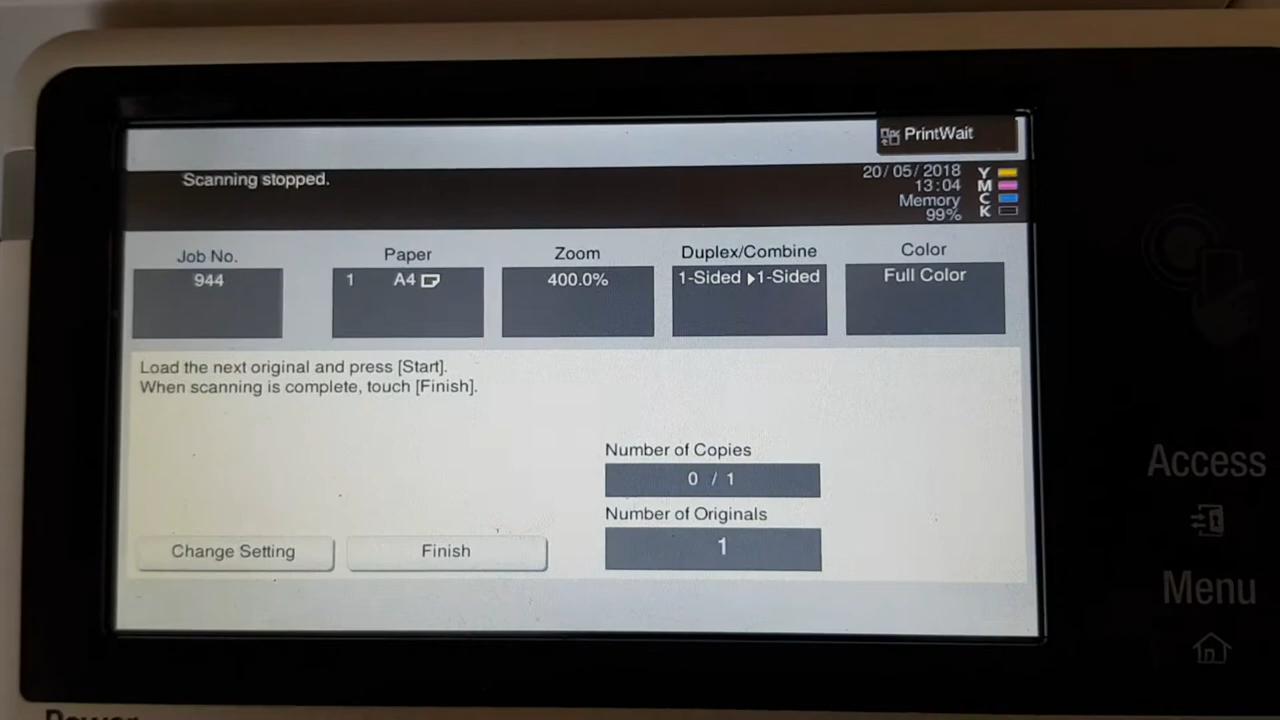 PrintWait
Scanning stopped.
20/05/2018
13:04
Memory
99%
Y
M
C
K
Job No.
944
Paper
1 A4
Zoom
400.0%
Duplex/Combine
1-Sided ▶1-Sided
Color
Full Color
Load the next original and press [Start].
When scanning is complete, touch [Finish].
Number of Copies
0 / 1
Number of Originals
1
Change Setting
Finish
Access
Menu
Power